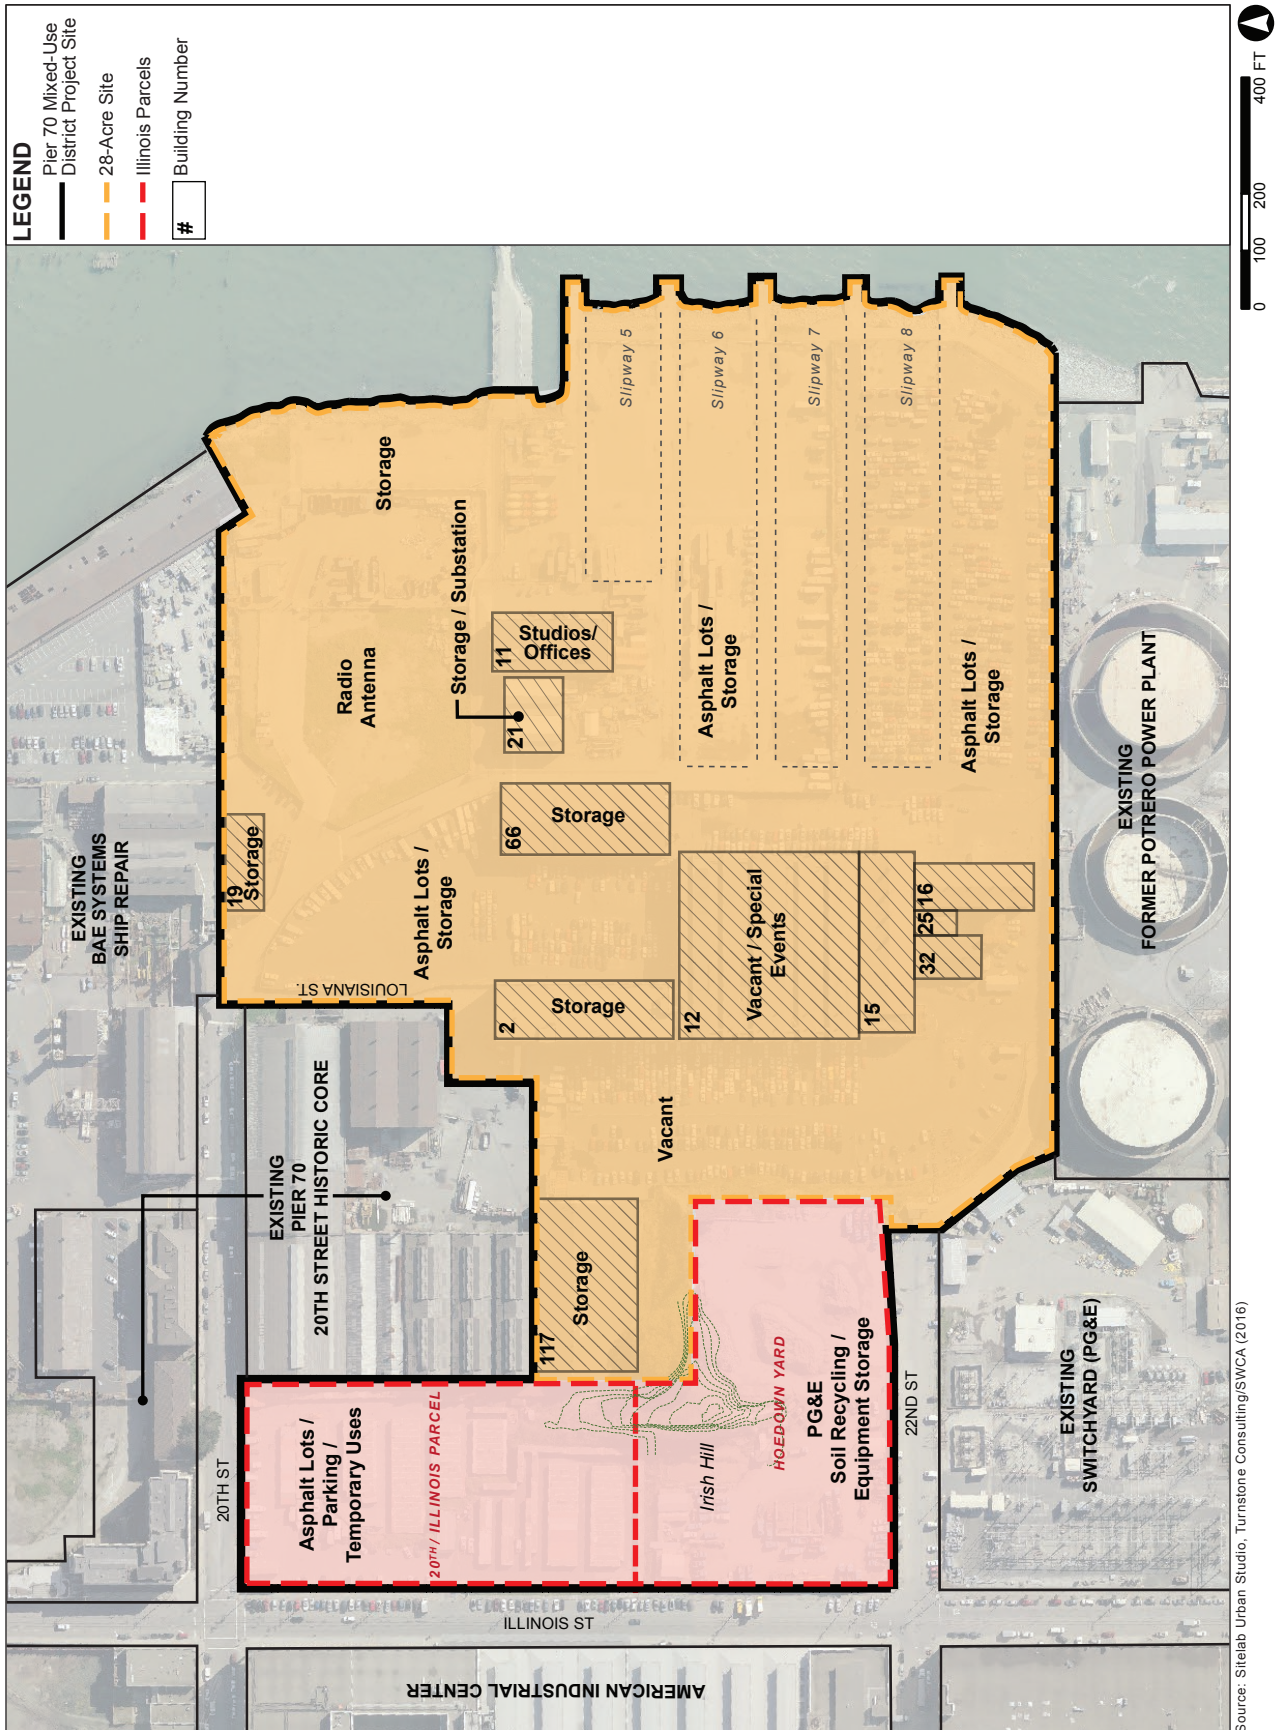 LEGEND
Pier 70 Mixed-Use
District Project Site
28-Acre Site
Illinois Parcels
#
Building Number
0
100
200
400 FT
EXISTING
BAE SYSTEMS
SHIP REPAIR
EXISTING
PIER 70
20TH STREET HISTORIC CORE
20TH ST
LOUISIANA ST.
19
Storage
Asphalt Lots /
Storage
Radio
Antenna
Storage
Storage / Substation
21
11
Studios/
Offices
66
Storage
2
Storage
12
Vacant / Special
Events
15
16
25
32
Asphalt Lots /
Storage
Asphalt Lots /
Storage
Slipway 5
Slipway 6
Slipway 7
Slipway 8
Vacant
117
Storage
Asphalt Lots /
Parking /
Temporary Uses
20TH / ILLINOIS PARCEL
Irish Hill
HOEDOWN YARD
PG&E
Soil Recycling /
Equipment Storage
22ND ST
ILLINOIS ST
AMERICAN INDUSTRIAL CENTER
EXISTING
SWITCHYARD (PG&E)
EXISTING
FORMER POTRERO POWER PLANT
Source: Sitelab Urban Studio, Turnstone Consulting/SWCA (2016)